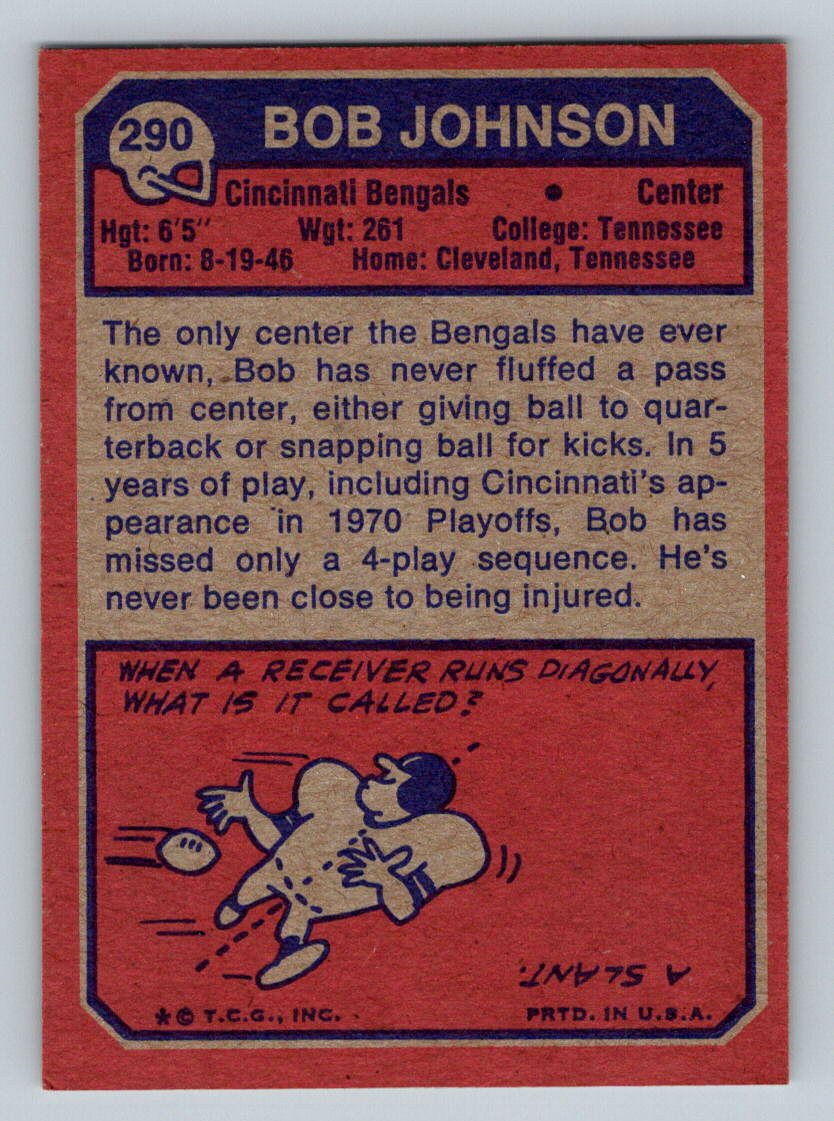 290
BOB JOHNSON
Cincinnati Bengals • Center
Hgt: 6'5" Wgt: 261 College: Tennessee
Born: 8-19-46 Home: Cleveland, Tennessee
The only center the Bengals have ever
known, Bob has never fluffed a pass
from center, either giving ball to quar-
terback or snapping ball for kicks. In 5
years of play, including Cincinnati's ap-
pearance in 1970 Playoffs, Bob has
missed only a 4-play sequence. He's
never been close to being injured.
WHEN A RECEIVER RUNS DIAGONALLY,
WHAT IS IT CALLED?
A SLANT.
*© T.C.G., INC. PRTD. IN U.S.A.